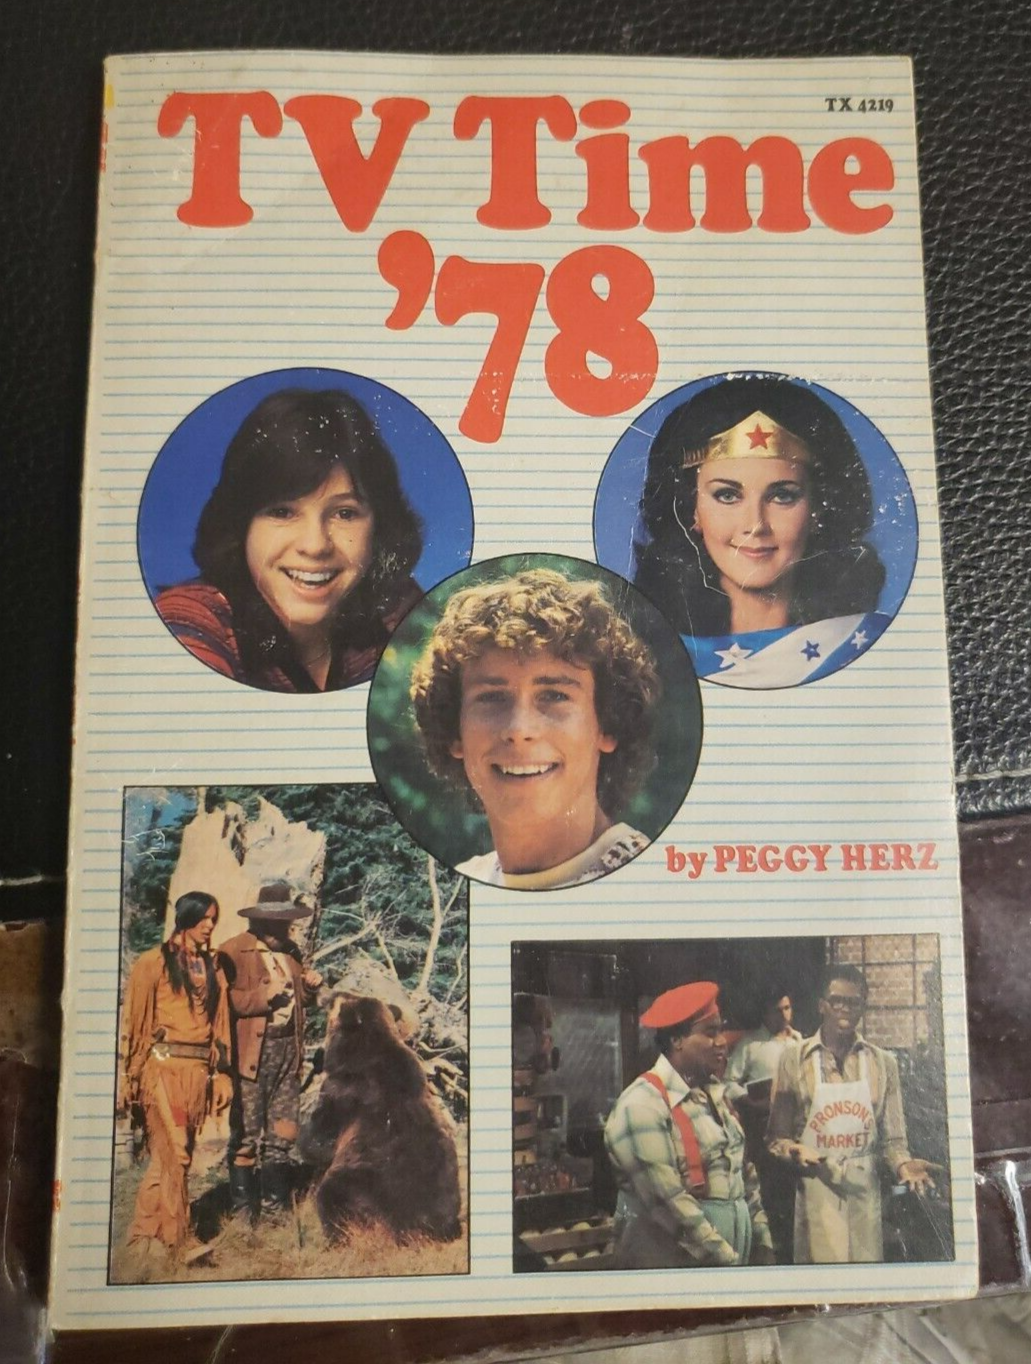 TX 4219
TV Time
'78
by PEGGY HERZ
PRONSON'S
MARKET